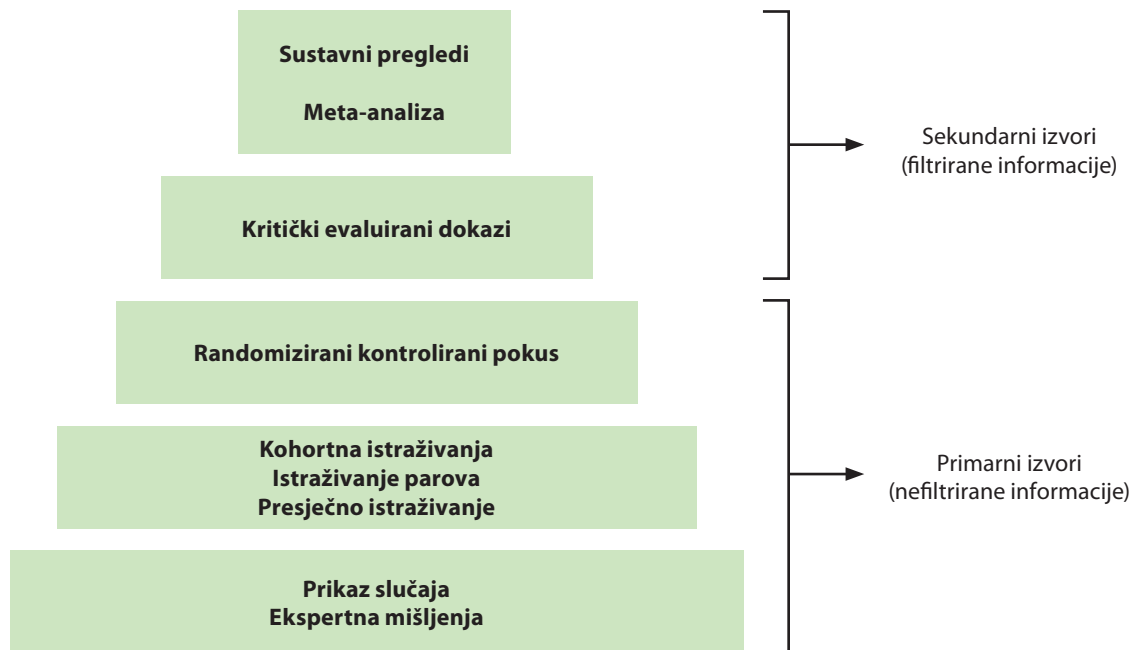 Sustavni pregledi
Meta-analiza
Kritički evaluirani dokazi
Randomizirani kontrolirani pokus
Kohortna istraživanja
Istraživanje parova
Presječno istraživanje
Prikaz slučaja
Ekspertna mišljenja
Sekundarni izvori
(filtrirane informacije)
Primarni izvori
(nefiltrirane informacije)